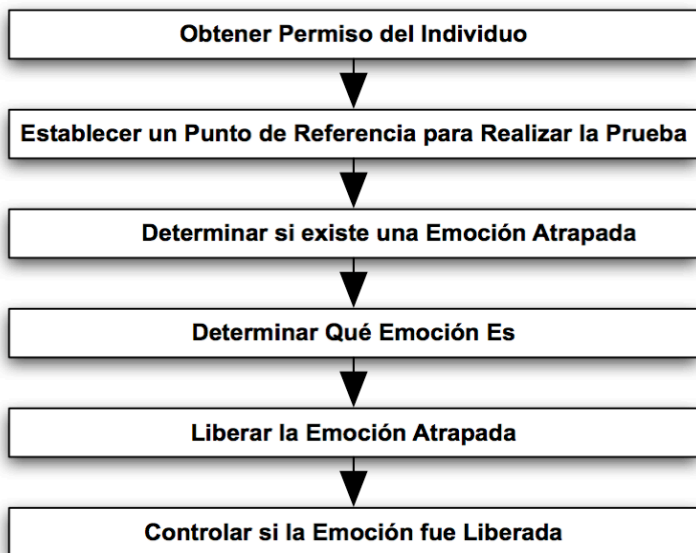 Obtener Permiso del Individuo
Establecer un Punto de Referencia para Realizar la Prueba
Determinar si existe una Emoción Atrapada
Determinar Qué Emoción Es
Liberar la Emoción Atrapada
Controlar si la Emoción fue Liberada